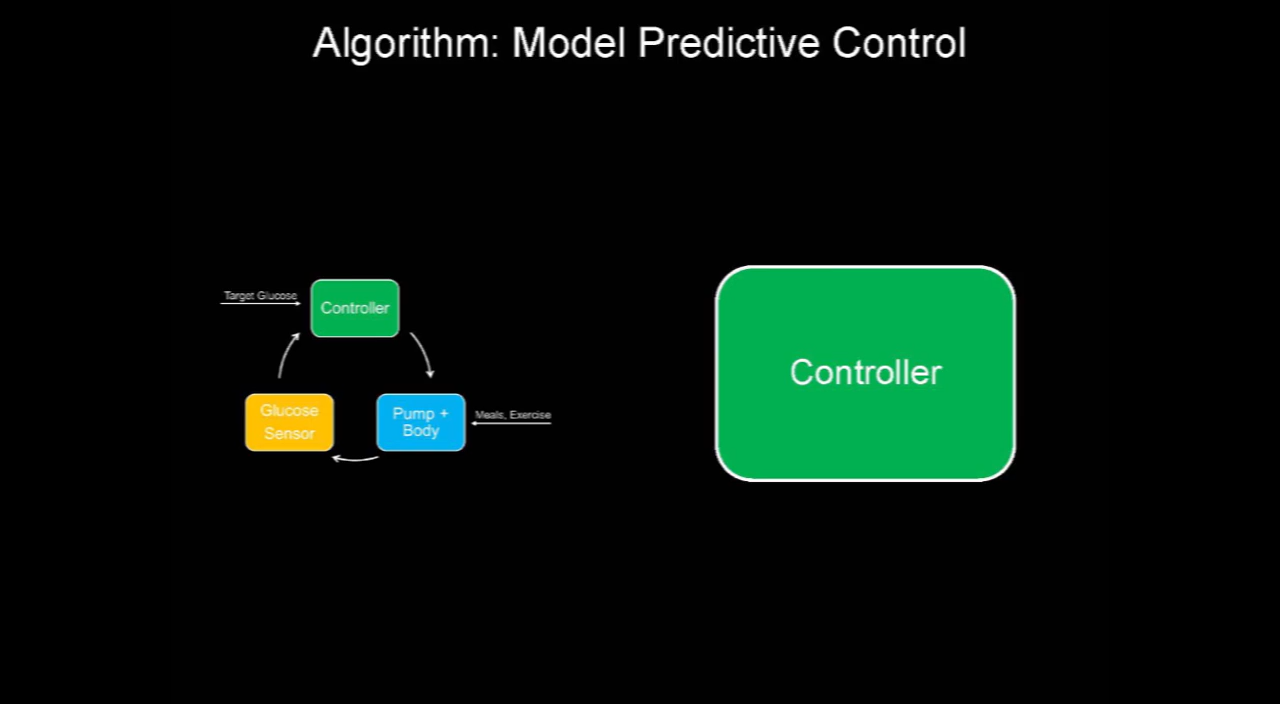 Algorithm: Model Predictive Control
Target Glucose
Controller
Glucose
Sensor
Pump +
Body
Meals, Exercise
Controller